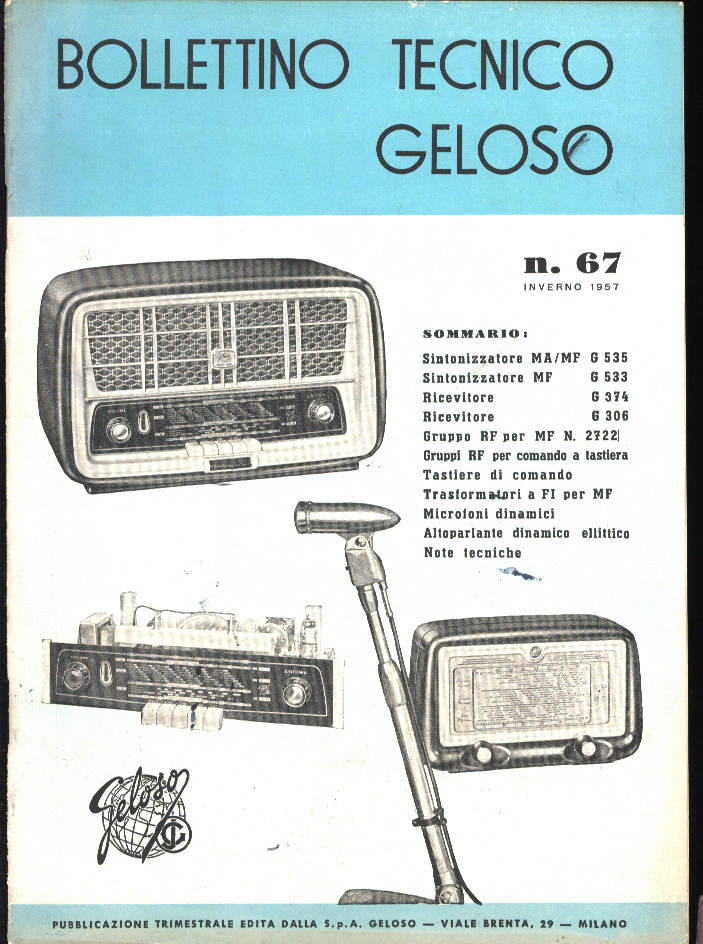 BOLLETTINO TECNICO
GELOSO
n. 67
INVERNO 1957
SOMMARIO:
Sintonizzatore MA/MF G 535
Sintonizzatore MF G 533
Ricevitore G 374
Ricevitore G 306
Gruppo RF per MF N. 2722
Gruppi RF per comando a tastiera
Tastiere di comando
Trasformatori a FI per MF
Microfoni dinamici
Altoparlante dinamico ellittico
Note tecniche
VOLUME
SINTONIA
Geloso
PUBBLICAZIONE TRIMESTRALE EDITA DALLA S.p.A. GELOSO — VIALE BRENTA, 29 — MILANO